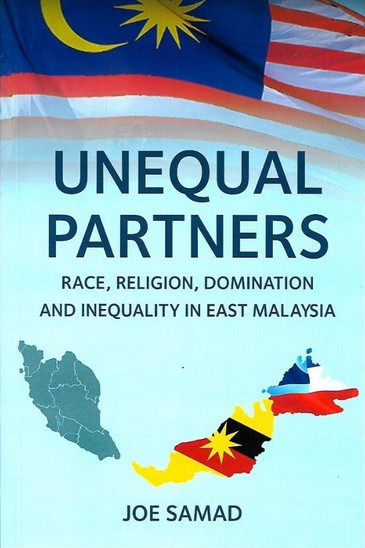 UNEQUAL
PARTNERS
RACE, RELIGION, DOMINATION
AND INEQUALITY IN EAST MALAYSIA
JOE SAMAD